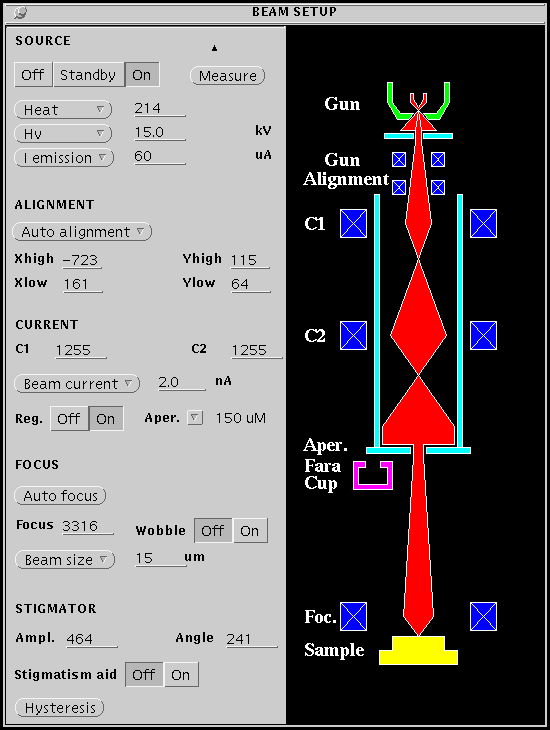 BEAM SETUP
SOURCE
Off Standby On Measure
Heat 214
Hv 15.0 kV
I emission 60 uA
ALIGNMENT
Auto alignment
Xhigh -723 Yhigh 115
Xlow 161 Ylow 64
CURRENT
C1 1255 C2 1255
Beam current 2.0 nA
Reg. Off On Aper. 150 uM
FOCUS
Auto focus
Focus 3316 Wobble Off On
Beam size 15 um
STIGMATOR
Ampl. 464 Angle 241
Stigmatism aid Off On
Hysteresis
Gun
Gun
Alignment
C1
C2
Aper.
Fara
Cup
Foc.
Sample